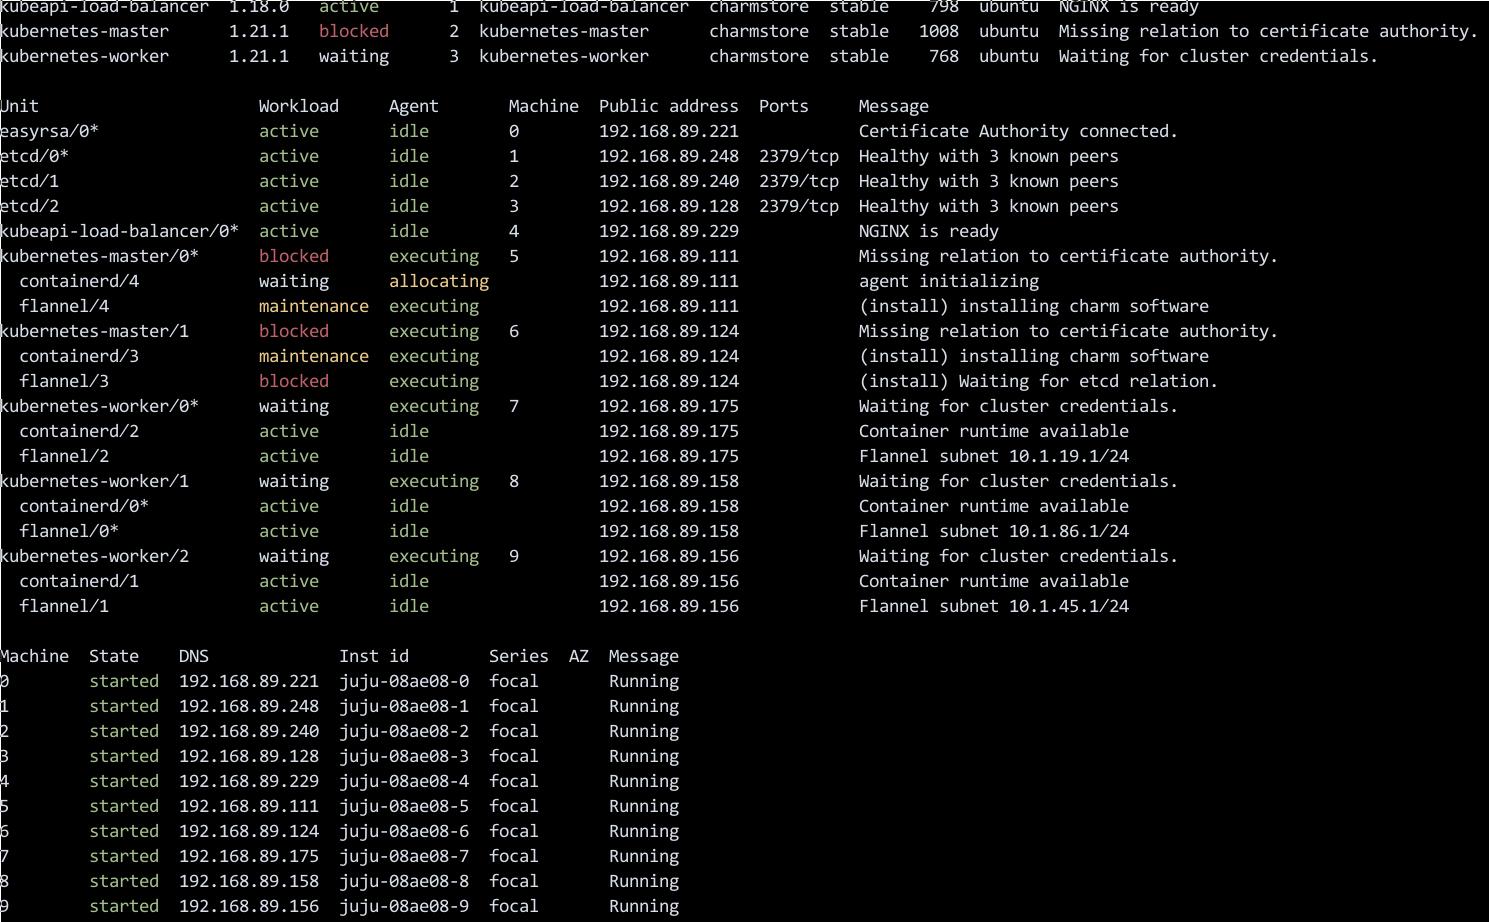 kubeapi-load-balancer  1.18.0   active       1  kubeapi-load-balancer  charmstore  stable   798  ubuntu  NGINX is ready
kubernetes-master      1.21.1   blocked      2  kubernetes-master      charmstore  stable  1008  ubuntu  Missing relation to certificate authority.
kubernetes-worker      1.21.1   waiting      3  kubernetes-worker      charmstore  stable   768  ubuntu  Waiting for cluster credentials.
Unit                      Workload     Agent       Machine  Public address  Ports     Message
easyrsa/0*                active       idle        0        192.168.89.221            Certificate Authority connected.
etcd/0*                   active       idle        1        192.168.89.248  2379/tcp  Healthy with 3 known peers
etcd/1                    active       idle        2        192.168.89.240  2379/tcp  Healthy with 3 known peers
etcd/2                    active       idle        3        192.168.89.128  2379/tcp  Healthy with 3 known peers
kubeapi-load-balancer/0*  active       idle        4        192.168.89.229            NGINX is ready
kubernetes-master/0*      blocked      executing   5        192.168.89.111            Missing relation to certificate authority.
  containerd/4            waiting      allocating           192.168.89.111            agent initializing
  flannel/4               maintenance  executing            192.168.89.111            (install) installing charm software
kubernetes-master/1       blocked      executing   6        192.168.89.124            Missing relation to certificate authority.
  containerd/3            maintenance  executing            192.168.89.124            (install) installing charm software
  flannel/3               blocked      executing            192.168.89.124            (install) Waiting for etcd relation.
kubernetes-worker/0*      waiting      executing   7        192.168.89.175            Waiting for cluster credentials.
  containerd/2            active       idle                 192.168.89.175            Container runtime available
  flannel/2               active       idle                 192.168.89.175            Flannel subnet 10.1.19.1/24
kubernetes-worker/1       waiting      executing   8        192.168.89.158            Waiting for cluster credentials.
  containerd/0*           active       idle                 192.168.89.158            Container runtime available
  flannel/0*              active       idle                 192.168.89.158            Flannel subnet 10.1.86.1/24
kubernetes-worker/2       waiting      executing   9        192.168.89.156            Waiting for cluster credentials.
  containerd/1            active       idle                 192.168.89.156            Container runtime available
  flannel/1               active       idle                 192.168.89.156            Flannel subnet 10.1.45.1/24
Machine  State    DNS             Inst id        Series  AZ  Message
0        started  192.168.89.221  juju-08ae08-0  focal       Running
1        started  192.168.89.248  juju-08ae08-1  focal       Running
2        started  192.168.89.240  juju-08ae08-2  focal       Running
3        started  192.168.89.128  juju-08ae08-3  focal       Running
4        started  192.168.89.229  juju-08ae08-4  focal       Running
5        started  192.168.89.111  juju-08ae08-5  focal       Running
6        started  192.168.89.124  juju-08ae08-6  focal       Running
7        started  192.168.89.175  juju-08ae08-7  focal       Running
8        started  192.168.89.158  juju-08ae08-8  focal       Running
9        started  192.168.89.156  juju-08ae08-9  focal       Running